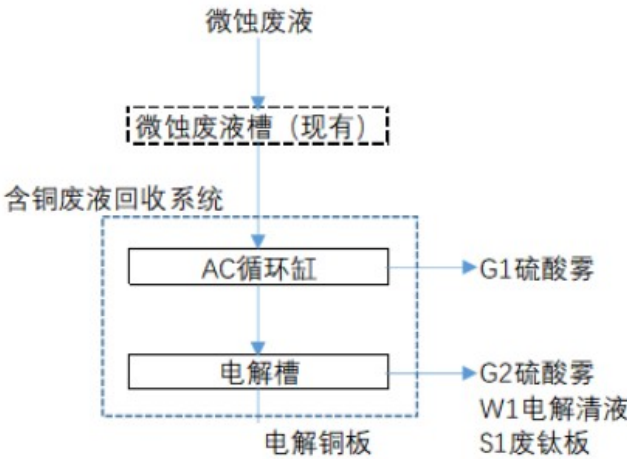 微蚀废液
微蚀废液槽（现有）
含铜废液回收系统
AC循环缸
G1硫酸雾
电解槽
G2硫酸雾
W1电解清液
电解铜板
S1废钛板